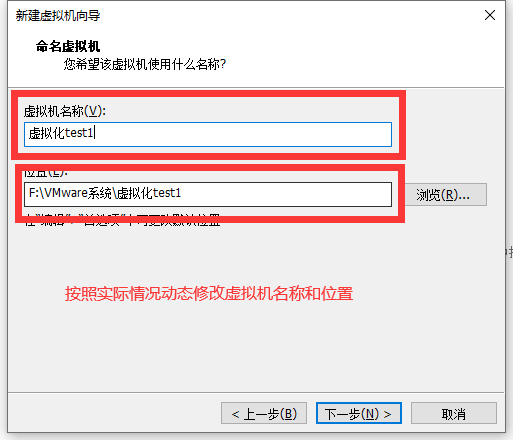 新建虚拟机向导
命名虚拟机
您希望该虚拟机使用什么名称?
虚拟机名称(V):
虚拟化test1
位置(L):
F:\VMware系统\虚拟化test1
浏览(R)...
在"编辑">"首选项"中可更改默认位置
按照实际情况动态修改虚拟机名称和位置
< 上一步(B)
下一步(N) >
取消